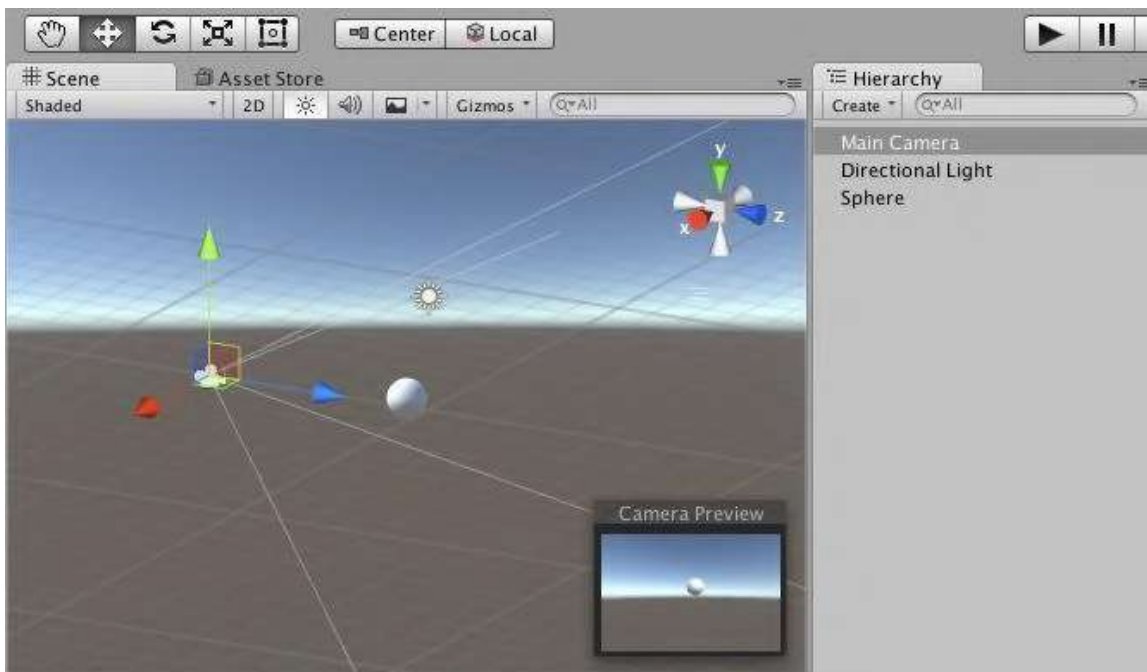 Center Local
Scene Asset Store
Shaded 2D Gizmos All
y
x z
Camera Preview
Hierarchy
Create All
Main Camera
Directional Light
Sphere